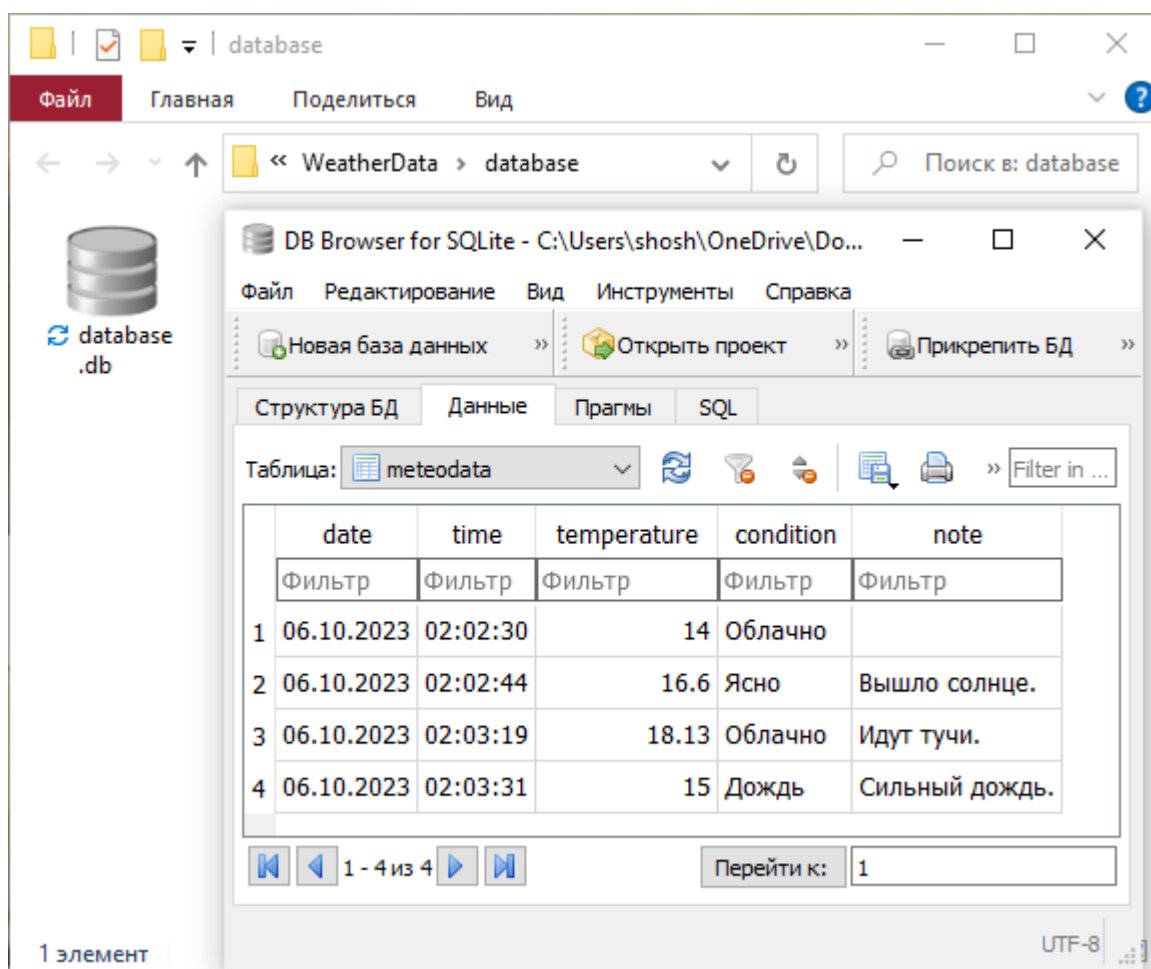 database
Файл Главная Поделиться Вид
« WeatherData › database Поиск в: database
database
.db
DB Browser for SQLite - C:\Users\shosh\OneDrive\Do...
Файл Редактирование Вид Инструменты Справка
Новая база данных » Открыть проект » Прикрепить БД »
Структура БД Данные Прагмы SQL
Таблица: meteodata » Filter in ...
date time temperature condition note
Фильтр Фильтр Фильтр Фильтр Фильтр
1 06.10.2023 02:02:30 14 Облачно
2 06.10.2023 02:02:44 16.6 Ясно Вышло солнце.
3 06.10.2023 02:03:19 18.13 Облачно Идут тучи.
4 06.10.2023 02:03:31 15 Дождь Сильный дождь.
1 - 4 из 4 Перейти к: 1
UTF-8
1 элемент